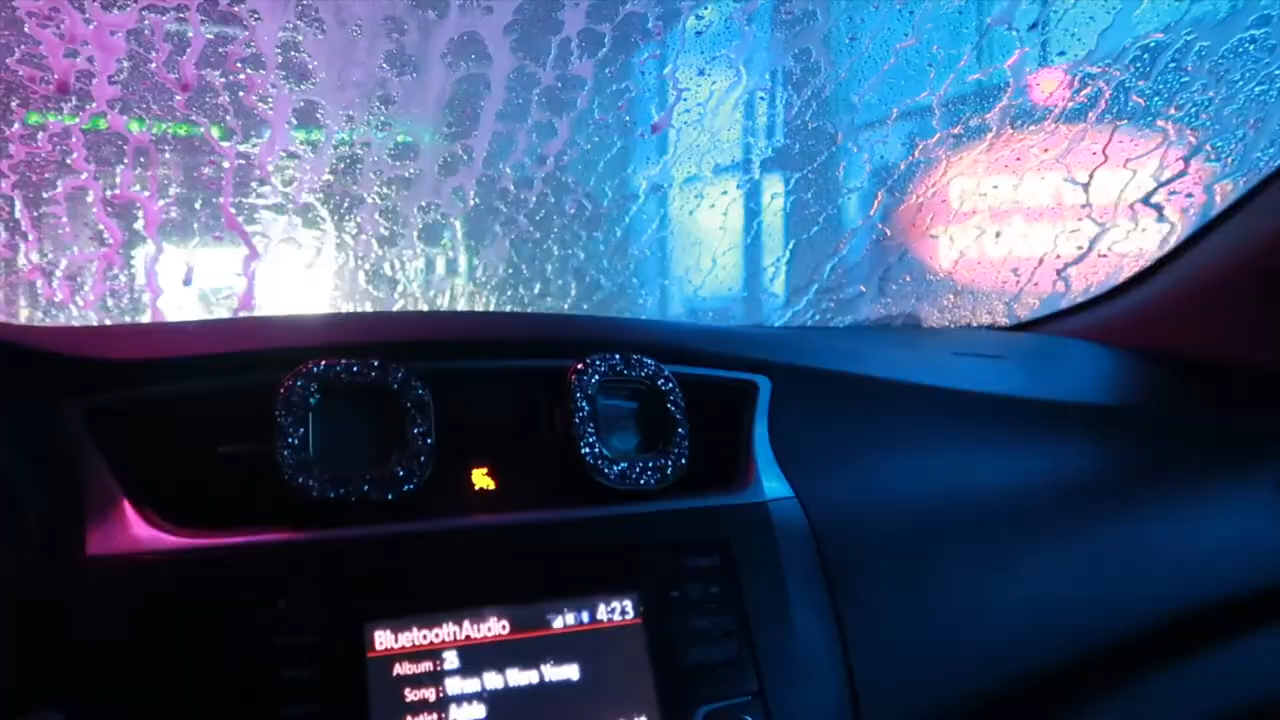 BluetoothAudio 4:23
Album : 25
Song : When We Were Young
Artist : Adele